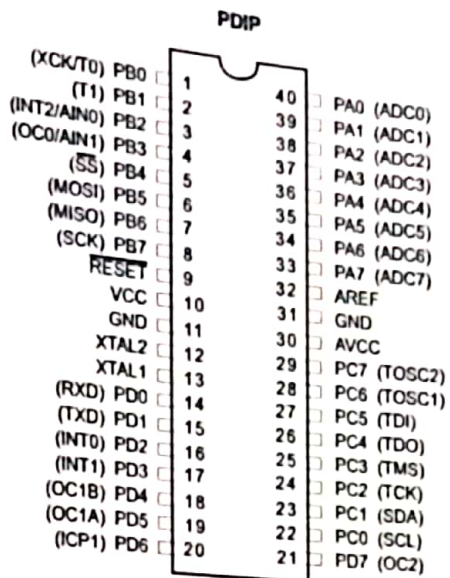 PDIP
(XCK/T0) PB0 1
(T1) PB1 2
(INT2/AIN0) PB2 3
(OC0/AIN1) PB3 4
(SS) PB4 5
(MOSI) PB5 6
(MISO) PB6 7
(SCK) PB7 8
RESET 9
VCC 10
GND 11
XTAL2 12
XTAL1 13
(RXD) PD0 14
(TXD) PD1 15
(INT0) PD2 16
(INT1) PD3 17
(OC1B) PD4 18
(OC1A) PD5 19
(ICP1) PD6 20
40 PA0 (ADC0)
39 PA1 (ADC1)
38 PA2 (ADC2)
37 PA3 (ADC3)
36 PA4 (ADC4)
35 PA5 (ADC5)
34 PA6 (ADC6)
33 PA7 (ADC7)
32 AREF
31 GND
30 AVCC
29 PC7 (TOSC2)
28 PC6 (TOSC1)
27 PC5 (TDI)
26 PC4 (TDO)
25 PC3 (TMS)
24 PC2 (TCK)
23 PC1 (SDA)
22 PC0 (SCL)
21 PD7 (OC2)